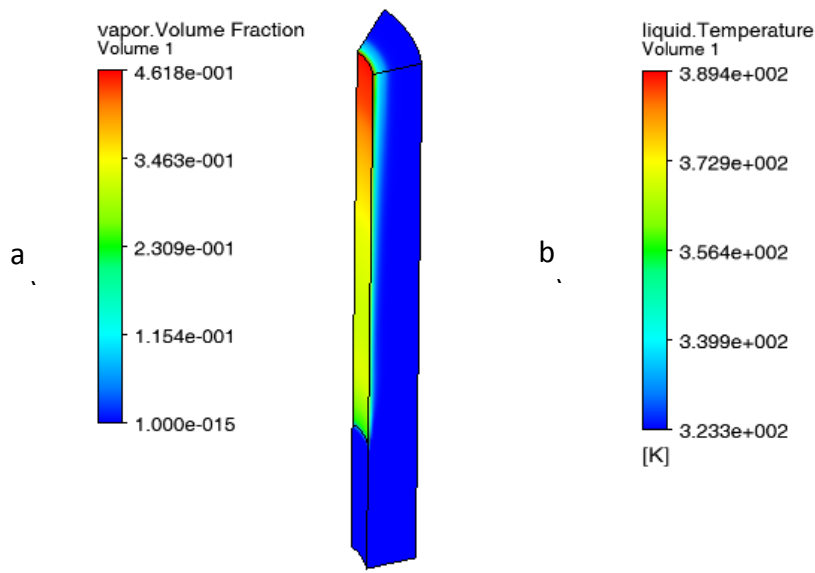 vapor.Volume Fraction
Volume 1
4.618e-001
3.463e-001
2.309e-001
1.154e-001
1.000e-015
a
liquid.Temperature
Volume 1
3.894e+002
3.729e+002
3.564e+002
3.399e+002
3.233e+002
[K]
b